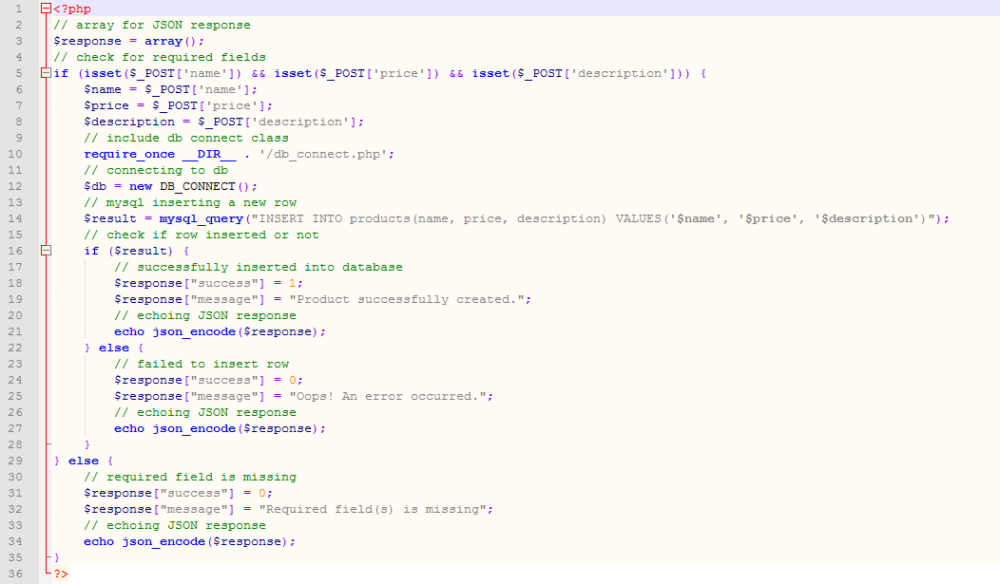 1 <?php
2 // array for JSON response
3 $response = array();
4 // check for required fields
5 if (isset($_POST['name']) && isset($_POST['price']) && isset($_POST['description'])) {
6     $name = $_POST['name'];
7     $price = $_POST['price'];
8     $description = $_POST['description'];
9     // include db connect class
10     require_once __DIR__ . '/db_connect.php';
11     // connecting to db
12     $db = new DB_CONNECT();
13     // mysql inserting a new row
14     $result = mysql_query("INSERT INTO products(name, price, description) VALUES('$name', '$price', '$description')");
15     // check if row inserted or not
16     if ($result) {
17         // successfully inserted into database
18         $response["success"] = 1;
19         $response["message"] = "Product successfully created.";
20         // echoing JSON response
21         echo json_encode($response);
22     } else {
23         // failed to insert row
24         $response["success"] = 0;
25         $response["message"] = "Oops! An error occurred.";
26         // echoing JSON response
27         echo json_encode($response);
28     }
29 } else {
30     // required field is missing
31     $response["success"] = 0;
32     $response["message"] = "Required field(s) is missing";
33     // echoing JSON response
34     echo json_encode($response);
35 }
36 ?>